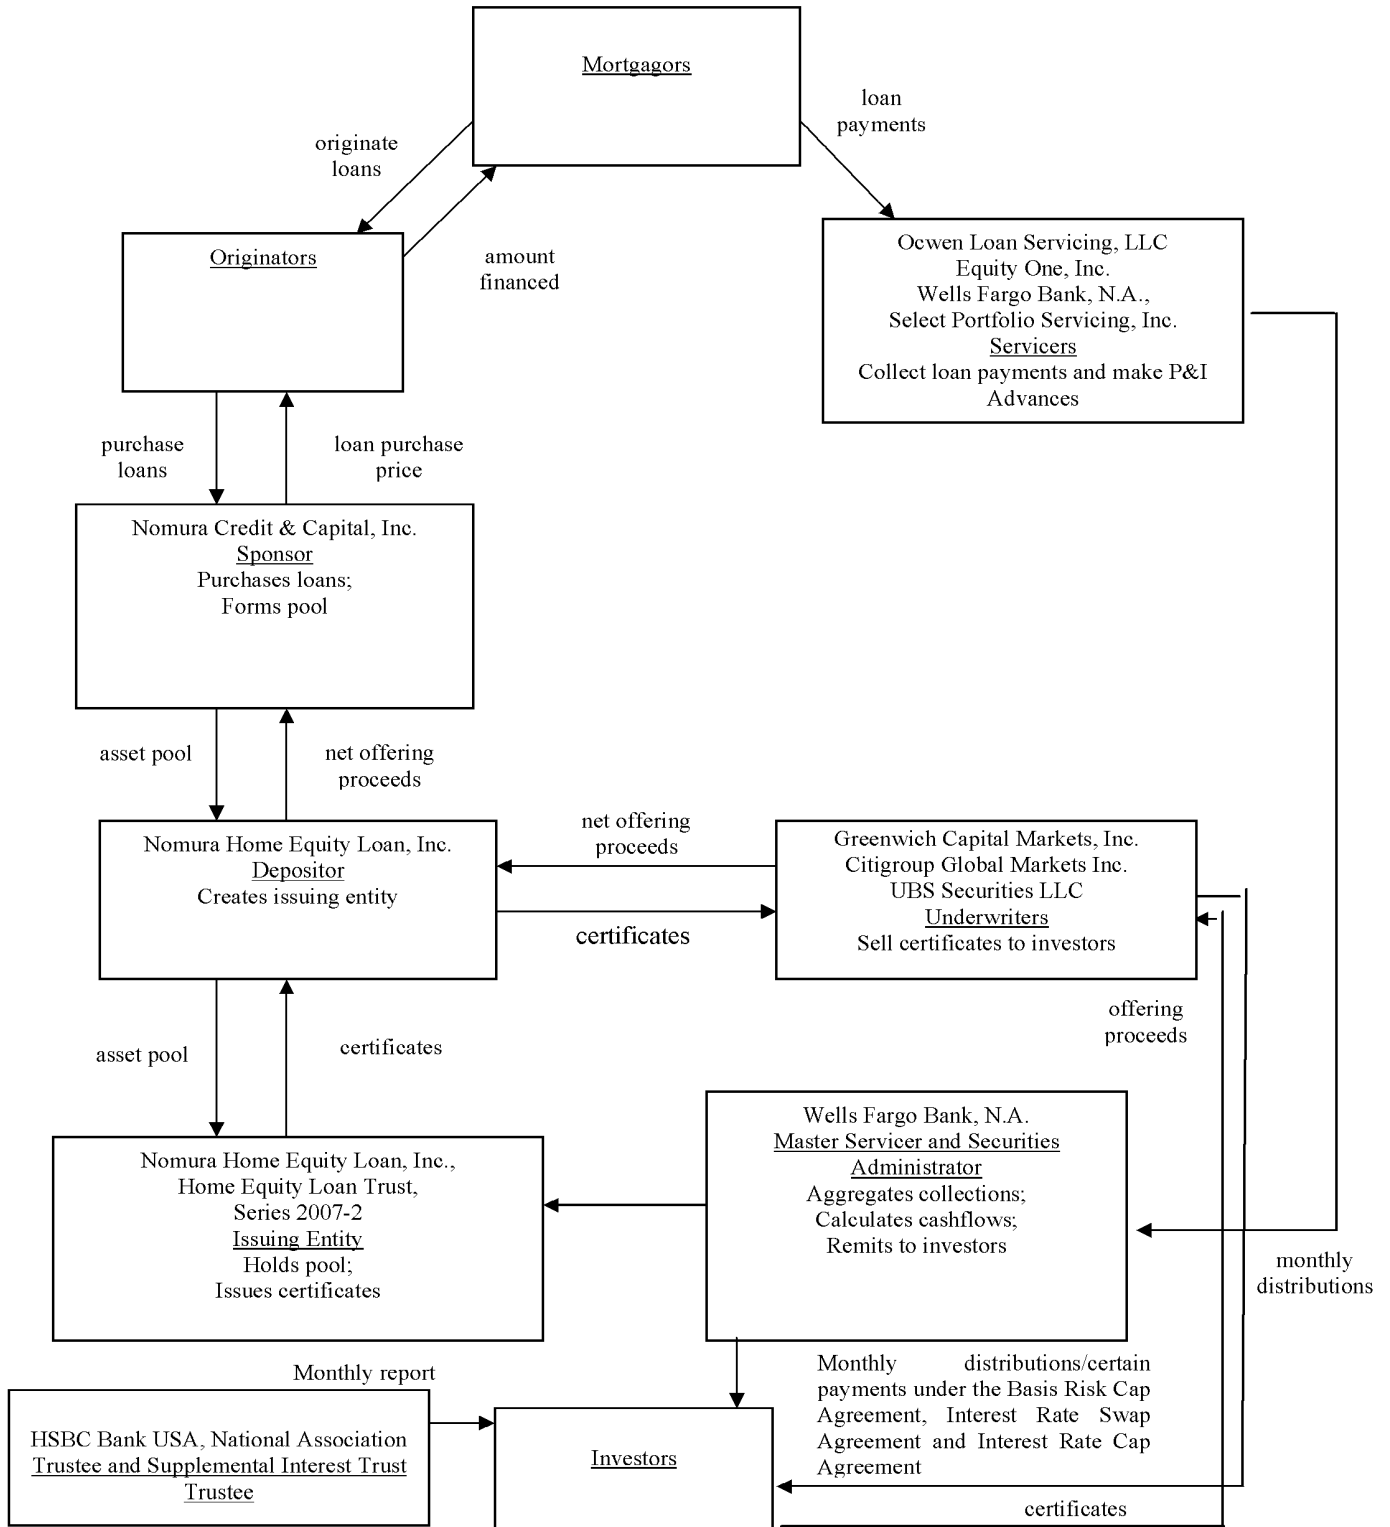 Mortgagors
loan
payments
originate
loans
Originators
amount
financed
Ocwen Loan Servicing, LLC
Equity One, Inc.
Wells Fargo Bank, N.A.,
Select Portfolio Servicing, Inc.
Servicers
Collect loan payments and make P&I
Advances
purchase
loans
loan purchase
price
Nomura Credit & Capital, Inc.
Sponsor
Purchases loans;
Forms pool
asset pool
net offering
proceeds
Nomura Home Equity Loan, Inc.
Depositor
Creates issuing entity
net offering
proceeds
certificates
Greenwich Capital Markets, Inc.
Citigroup Global Markets Inc.
UBS Securities LLC
Underwriters
Sell certificates to investors
offering
proceeds
asset pool
certificates
Nomura Home Equity Loan, Inc.,
Home Equity Loan Trust,
Series 2007-2
Issuing Entity
Holds pool;
Issues certificates
Wells Fargo Bank, N.A.
Master Servicer and Securities
Administrator
Aggregates collections;
Calculates cashflows;
Remits to investors
monthly
distributions
Monthly report
HSBC Bank USA, National Association
Trustee and Supplemental Interest Trust
Trustee
Investors
Monthly distributions/certain
payments under the Basis Risk Cap
Agreement, Interest Rate Swap
Agreement and Interest Rate Cap
Agreement
certificates